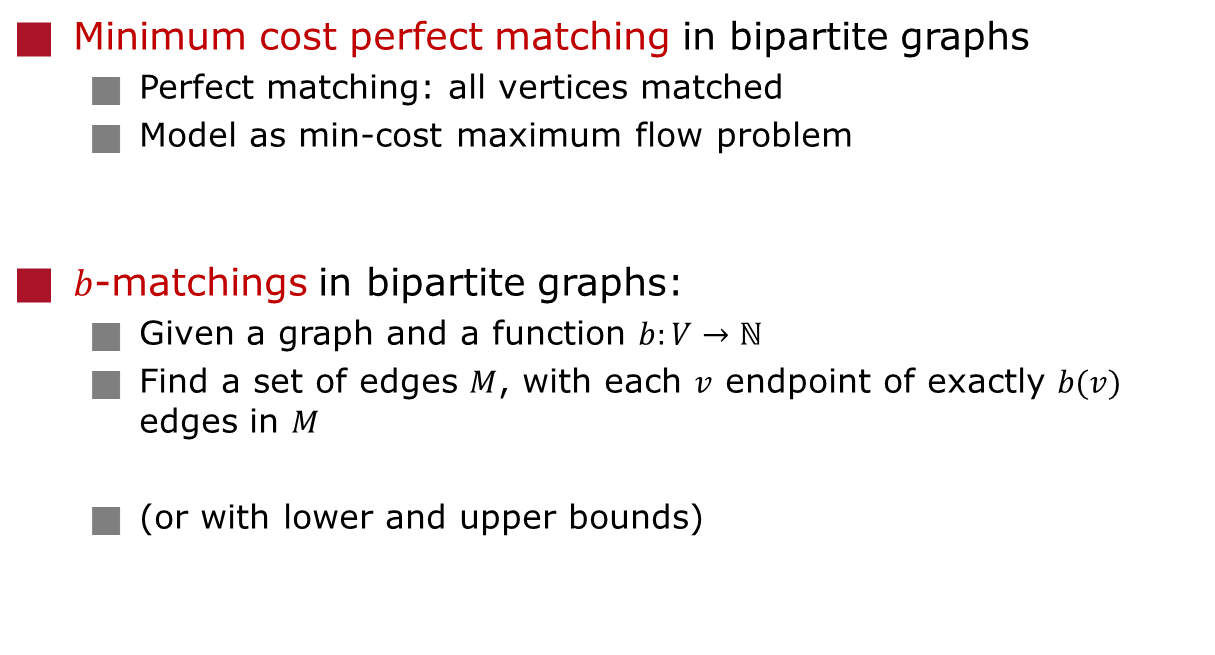 Minimum cost perfect matching in bipartite graphs
Perfect matching: all vertices matched
Model as min-cost maximum flow problem
b-matchings in bipartite graphs:
Given a graph and a function b: V → ℕ
Find a set of edges M, with each v endpoint of exactly b(v)
edges in M
(or with lower and upper bounds)